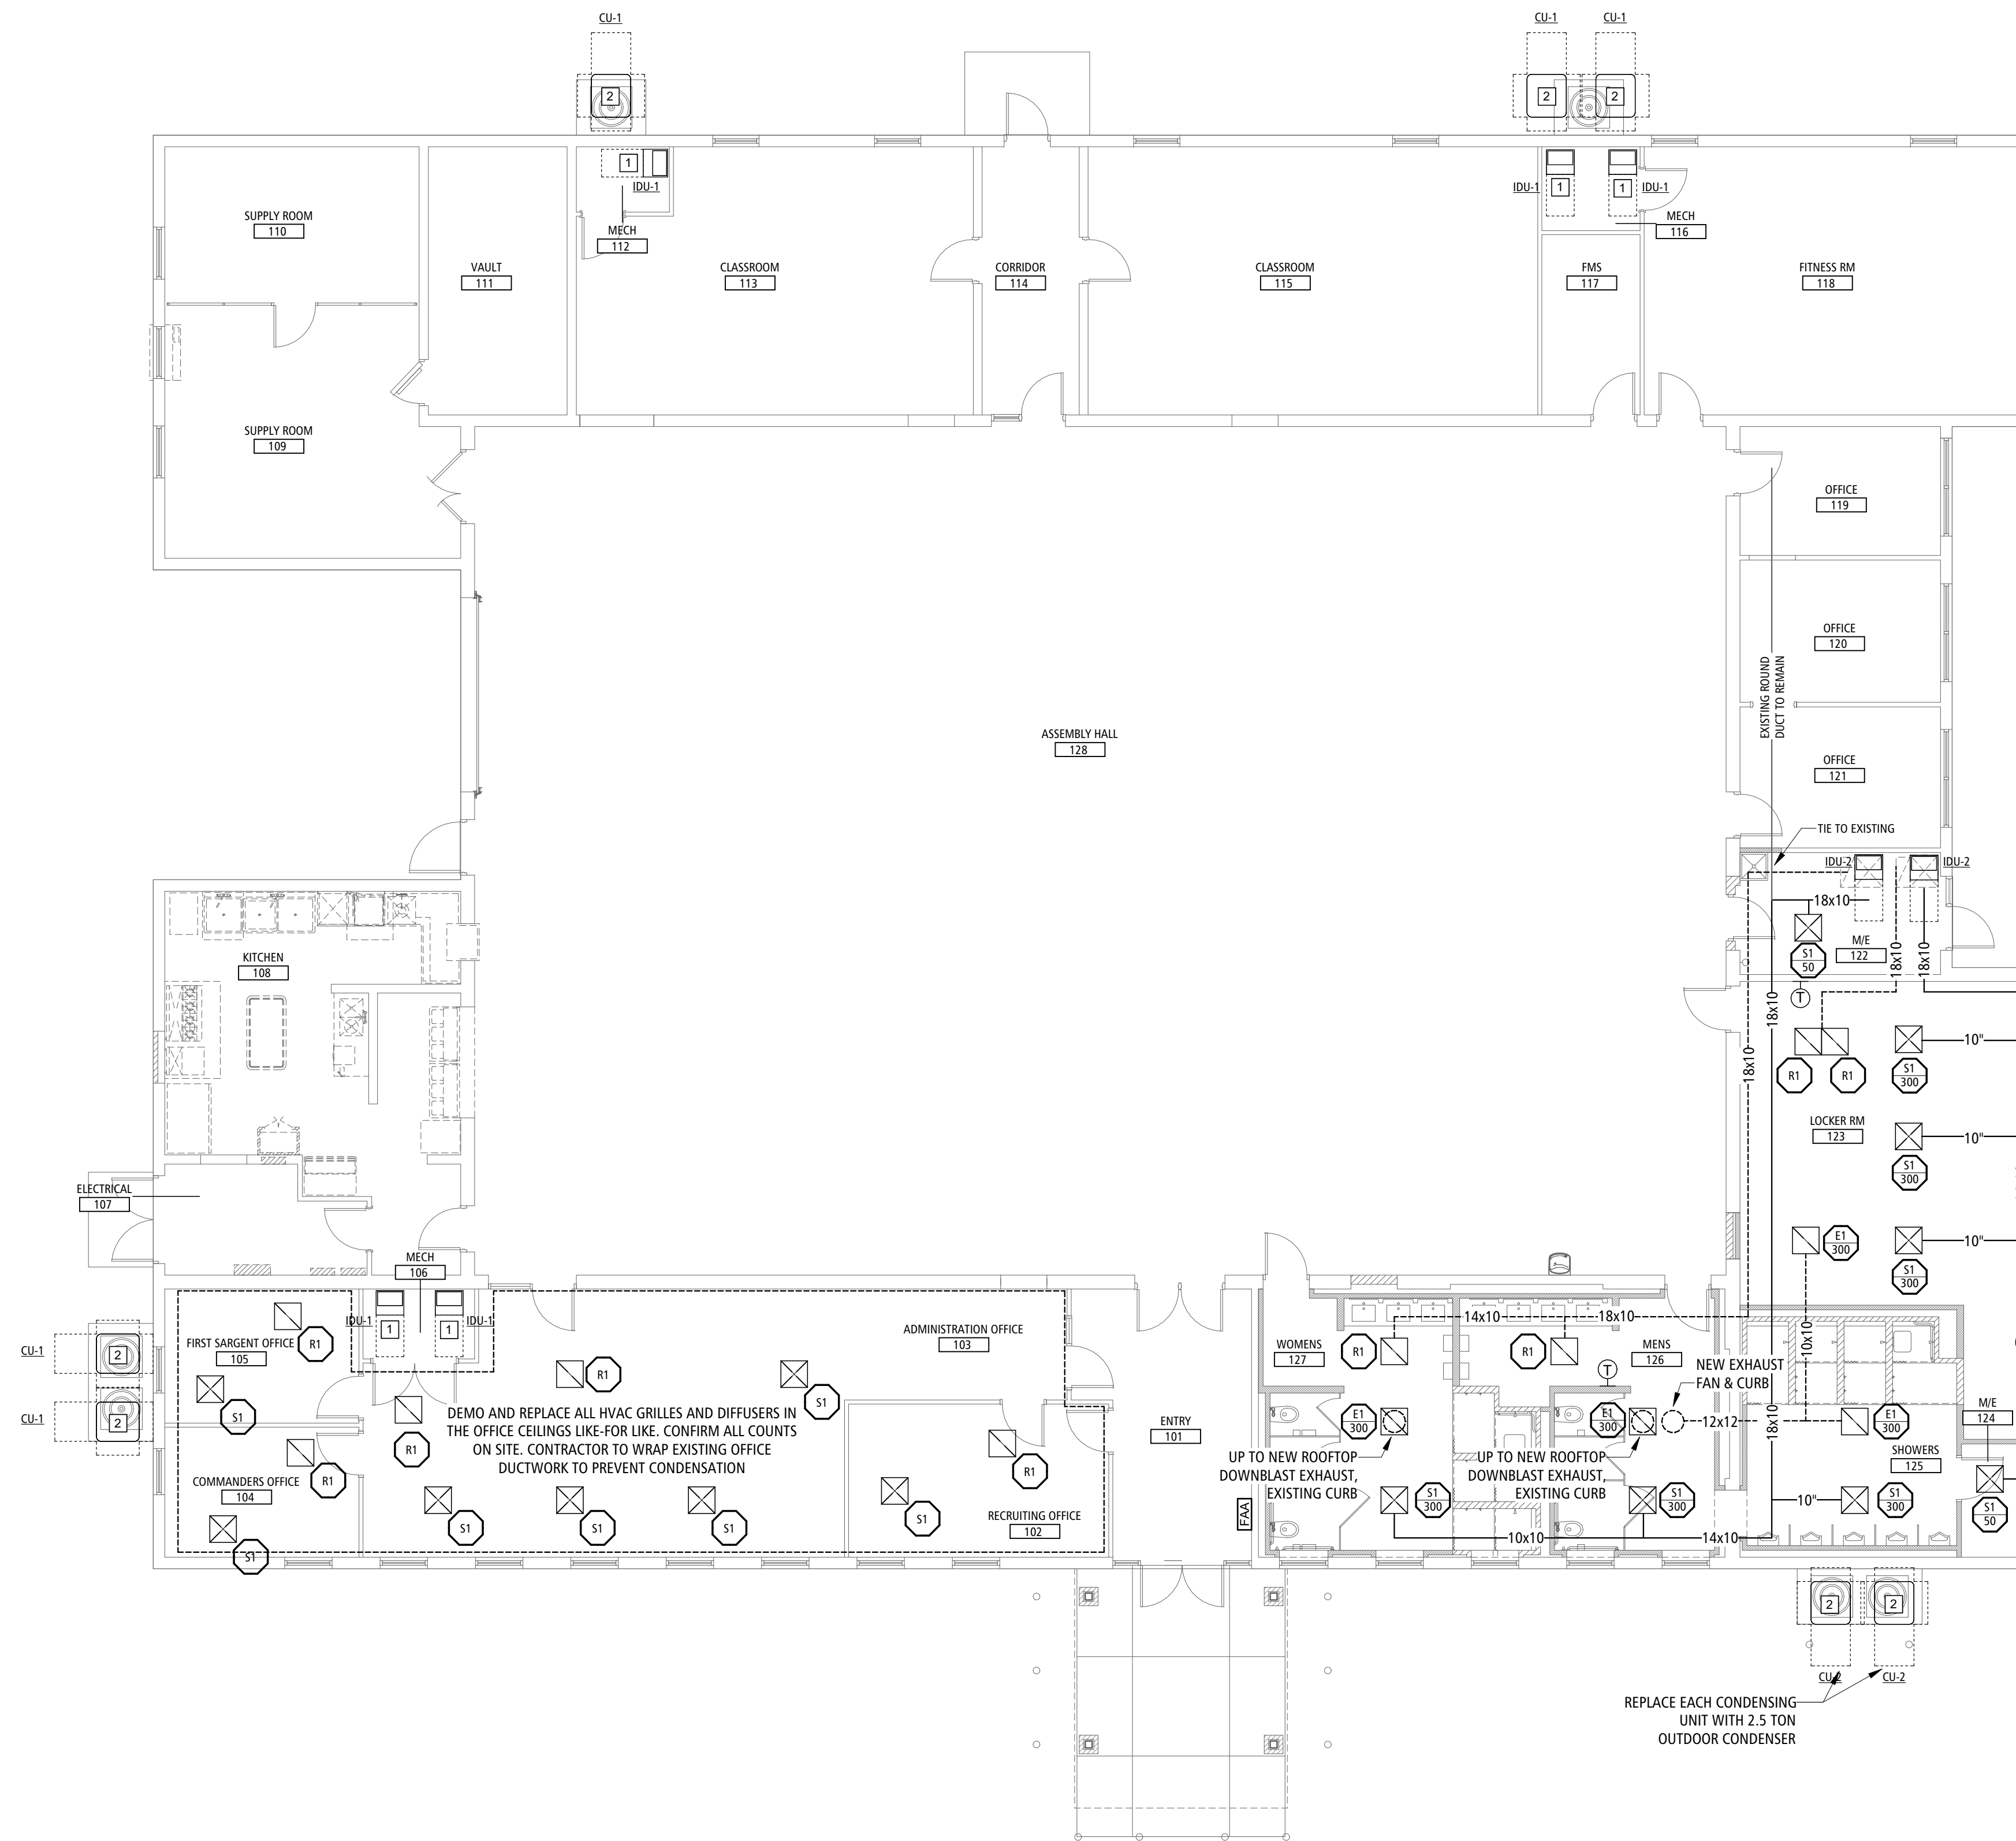 CU-1
CU-1
CU-1
2
2
2
1
IDU-1
IDU-1
1
1
IDU-1
SUPPLY ROOM
110
MECH
112
MECH
116
VAULT
111
CLASSROOM
113
CORRIDOR
114
CLASSROOM
115
FMS
117
FITNESS RM
118
SUPPLY ROOM
109
OFFICE
119
OFFICE
120
EXISTING ROUND
DUCT TO REMAIN
ASSEMBLY HALL
128
OFFICE
121
TIE TO EXISTING
IDU-2
IDU-2
18x10
S1
50
M/E
122
18x10
18x10
T
18x10
18x10
KITCHEN
108
10"
R1
R1
S1
300
LOCKER RM
123
10"
S1
300
ELECTRICAL
107
E1
300
10"
S1
300
MECH
106
IDU-1
1
1
IDU-1
FIRST SARGENT OFFICE
105
R1
ADMINISTRATION OFFICE
103
CU-1
2
R1
S1
S1
CU-1
2
R1
DEMO AND REPLACE ALL HVAC GRILLES AND DIFFUSERS IN
THE OFFICE CEILINGS LIKE-FOR LIKE. CONFIRM ALL COUNTS
ON SITE. CONTRACTOR TO WRAP EXISTING OFFICE
DUCTWORK TO PREVENT CONDENSATION
COMMANDERS OFFICE
104
R1
R1
S1
S1
S1
S1
S1
S1
RECRUITING OFFICE
102
ENTRY
101
FAA
WOMENS
127
R1
14x10
R1
18x10
MENS
126
T
10x10
NEW EXHAUST
FAN & CURB
E1
300
E1
300
12x12
18x10
E1
300
M/E
124
UP TO NEW ROOFTOP
DOWNBLAST EXHAUST,
EXISTING CURB
UP TO NEW ROOFTOP
DOWNBLAST EXHAUST,
EXISTING CURB
SHOWERS
125
S1
300
S1
300
10"
S1
300
S1
50
10x10
14x10
2
2
CU-2
CU-2
REPLACE EACH CONDENSING
UNIT WITH 2.5 TON
OUTDOOR CONDENSER